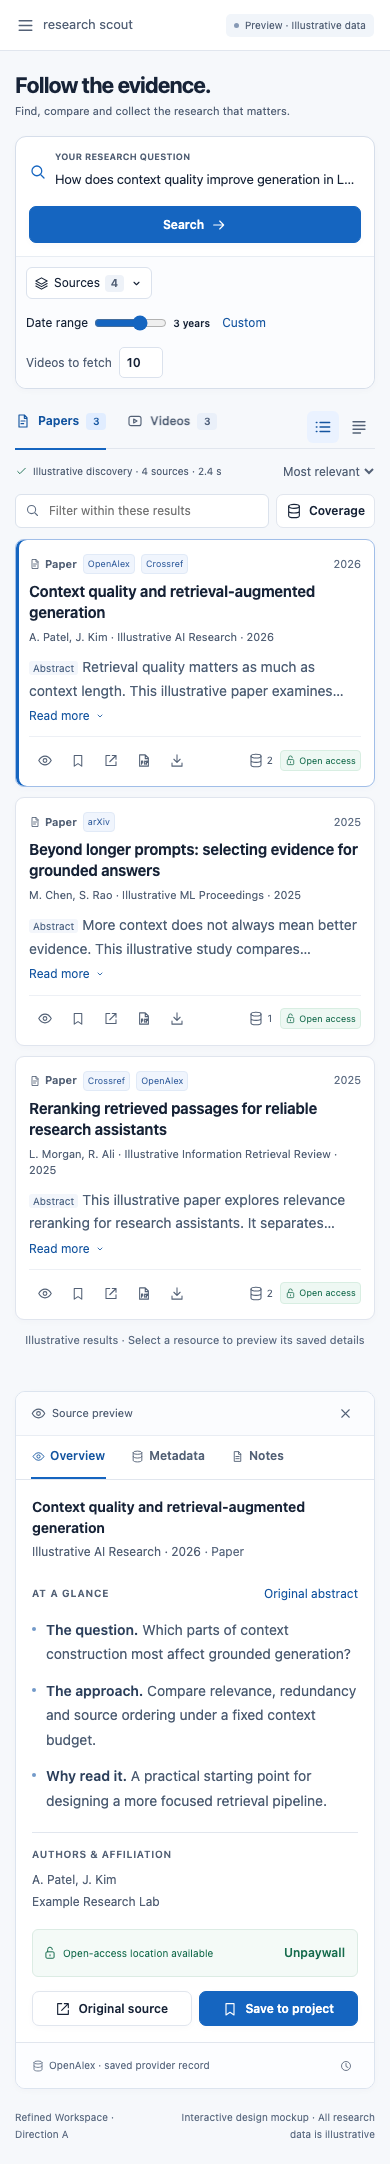 research scout
Preview · Illustrative data
Follow the evidence.
Find, compare and collect the research that matters.
YOUR RESEARCH QUESTION
How does context quality improve generation in L...
Search
Sources 4
Date range 3 years Custom
Videos to fetch 10
Papers 3 Videos 3
Illustrative discovery · 4 sources · 2.4 s Most relevant
Filter within these results Coverage
Paper OpenAlex Crossref 2026
Context quality and retrieval-augmented
generation
A. Patel, J. Kim · Illustrative AI Research · 2026
Abstract Retrieval quality matters as much as
context length. This illustrative paper examines...
Read more
PDF 2 Open access
Paper arXiv 2025
Beyond longer prompts: selecting evidence for
grounded answers
M. Chen, S. Rao · Illustrative ML Proceedings · 2025
Abstract More context does not always mean better
evidence. This illustrative study compares...
Read more
PDF 1 Open access
Paper Crossref OpenAlex 2025
Reranking retrieved passages for reliable
research assistants
L. Morgan, R. Ali · Illustrative Information Retrieval Review ·
2025
Abstract This illustrative paper explores relevance
reranking for research assistants. It separates...
Read more
PDF 2 Open access
Illustrative results · Select a resource to preview its saved details
Source preview
Overview Metadata Notes
Context quality and retrieval-augmented
generation
Illustrative AI Research · 2026 · Paper
AT A GLANCE Original abstract
The question. Which parts of context
construction most affect grounded generation?
The approach. Compare relevance, redundancy
and source ordering under a fixed context
budget.
Why read it. A practical starting point for
designing a more focused retrieval pipeline.
AUTHORS & AFFILIATION
A. Patel, J. Kim
Example Research Lab
Open-access location available Unpaywall
Original source Save to project
OpenAlex · saved provider record
Refined Workspace ·
Direction A
Interactive design mockup · All research
data is illustrative